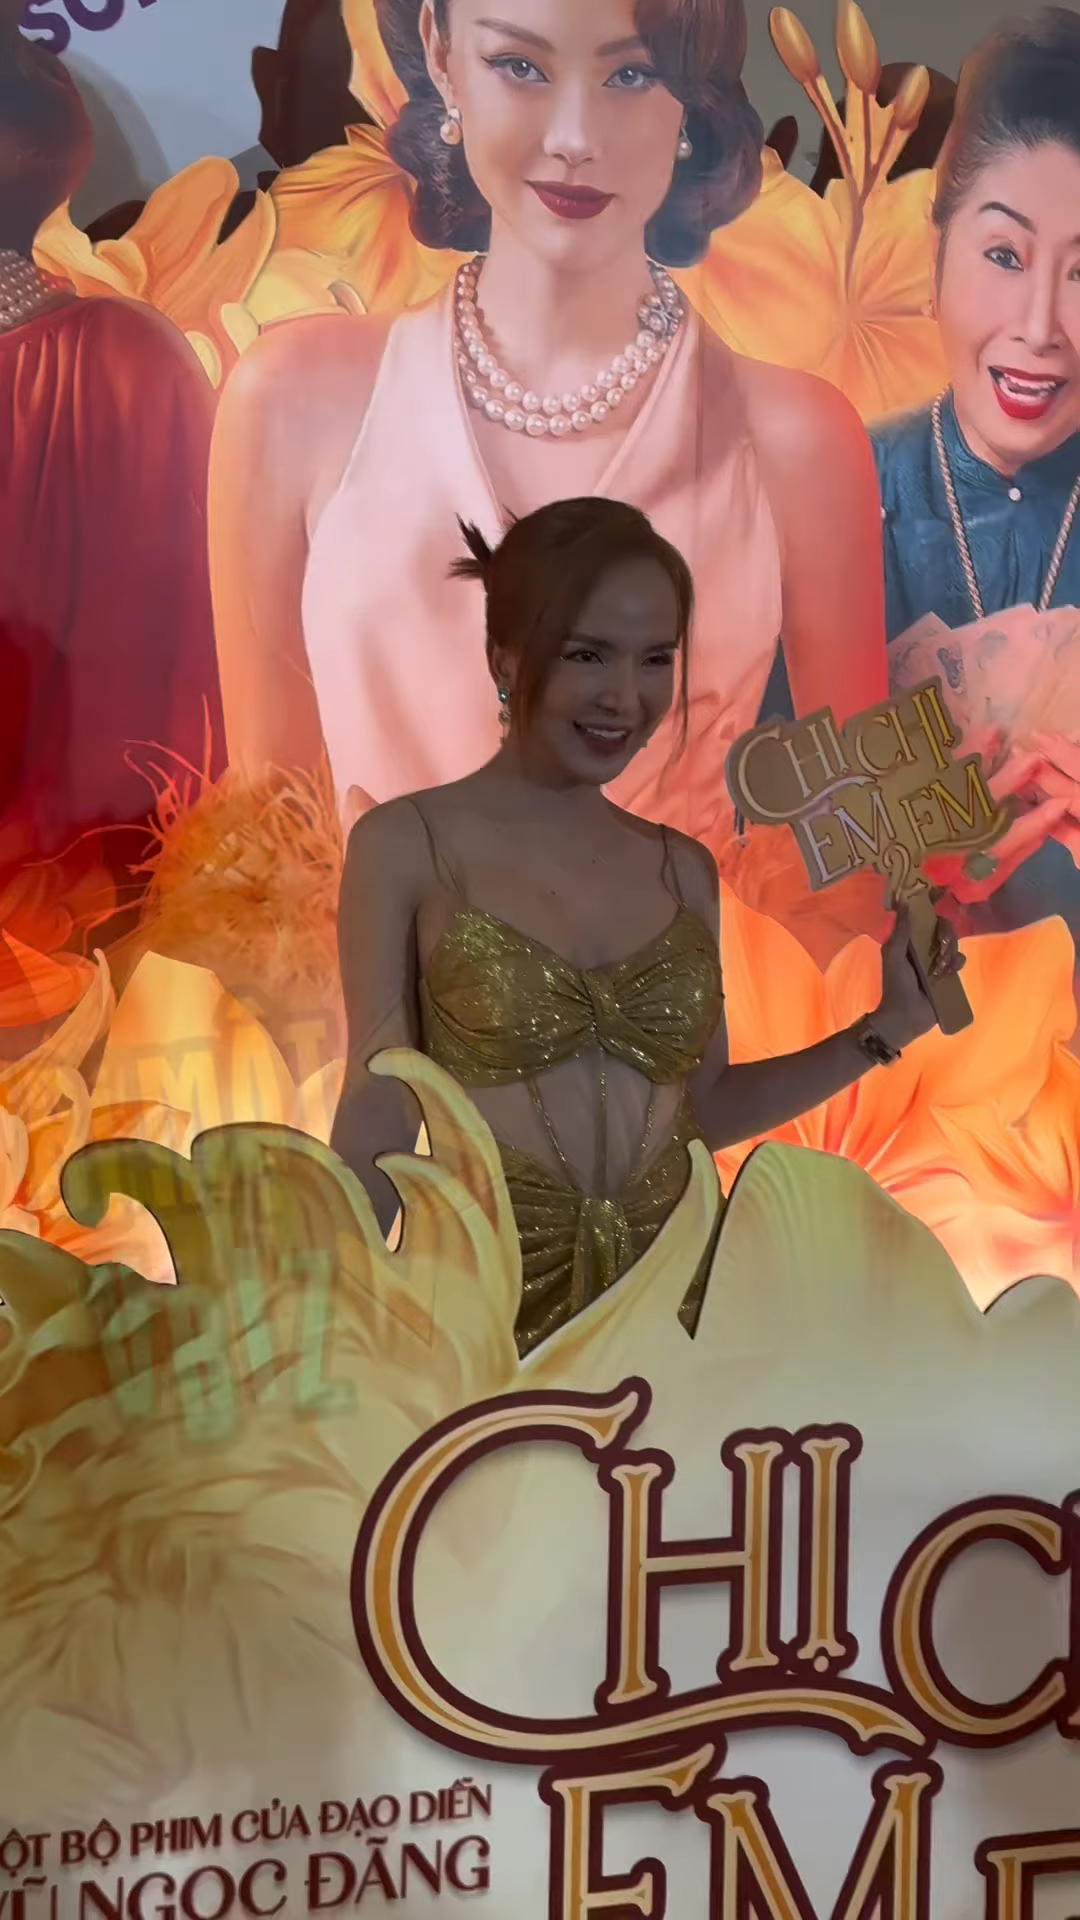 CHỊ CHỊ
EM EM
2
CHỊ
EM
MỘT BỘ PHIM CỦA ĐẠO DIỄN
VŨ NGỌC ĐÃNG